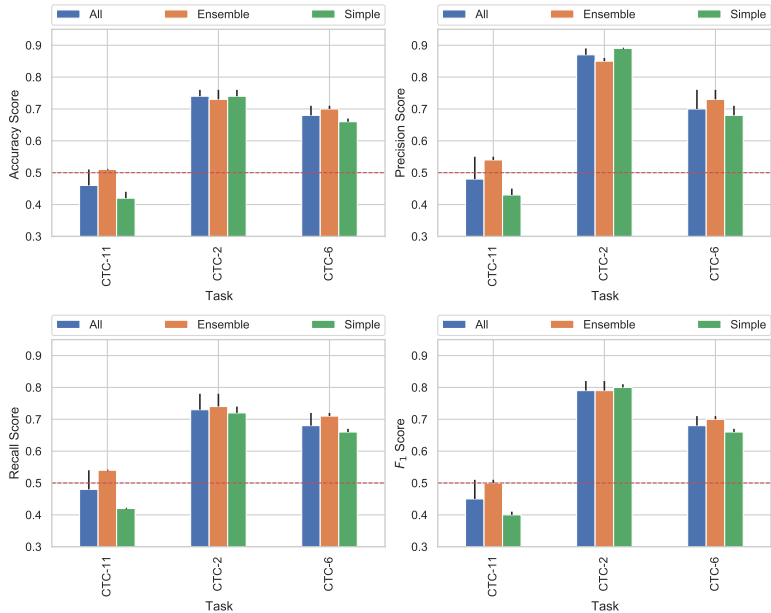 All Ensemble Simple
0.9
0.8
0.7
0.6
0.5
0.4
0.3
Accuracy Score
CTC-11 CTC-2 CTC-6
Task
All Ensemble Simple
0.9
0.8
0.7
0.6
0.5
0.4
0.3
Precision Score
CTC-11 CTC-2 CTC-6
Task
All Ensemble Simple
0.9
0.8
0.7
0.6
0.5
0.4
0.3
Recall Score
CTC-11 CTC-2 CTC-6
Task
All Ensemble Simple
0.9
0.8
0.7
0.6
0.5
0.4
0.3
F₁ Score
CTC-11 CTC-2 CTC-6
Task